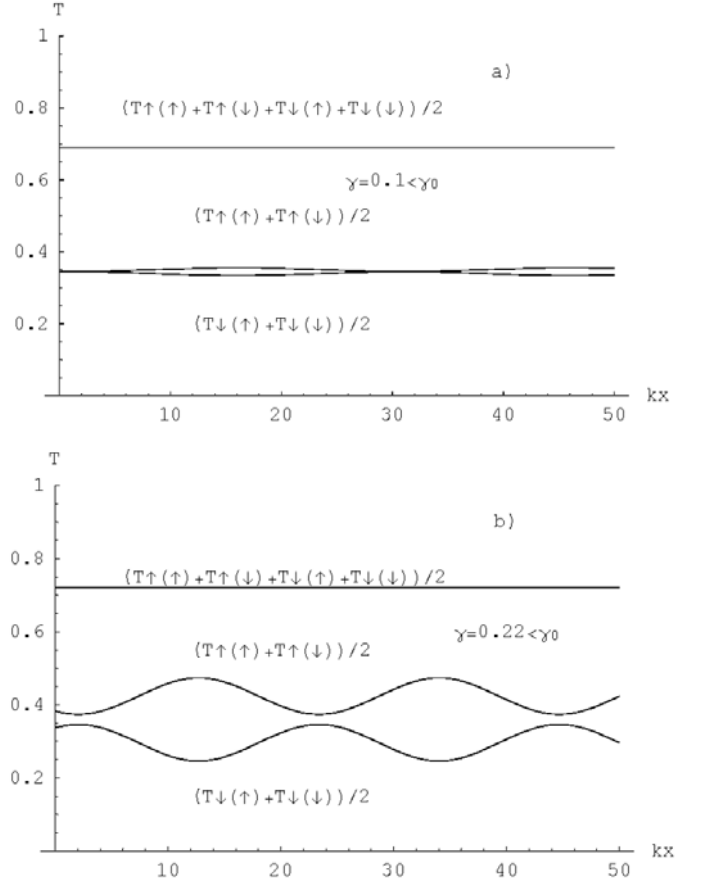 T
1
a)
0.8
(T↑(↑)+T↑(↓)+T↓(↑)+T↓(↓))/2
0.6
γ=0.1<γ0
(T↑(↑)+T↑(↓))/2
0.4
0.2
(T↓(↑)+T↓(↓))/2
kx
10 20 30 40 50
T
1
b)
0.8
(T↑(↑)+T↑(↓)+T↓(↑)+T↓(↓))/2
0.6
γ=0.22<γ0
(T↑(↑)+T↑(↓))/2
0.4
0.2
(T↓(↑)+T↓(↓))/2
kx
10 20 30 40 50